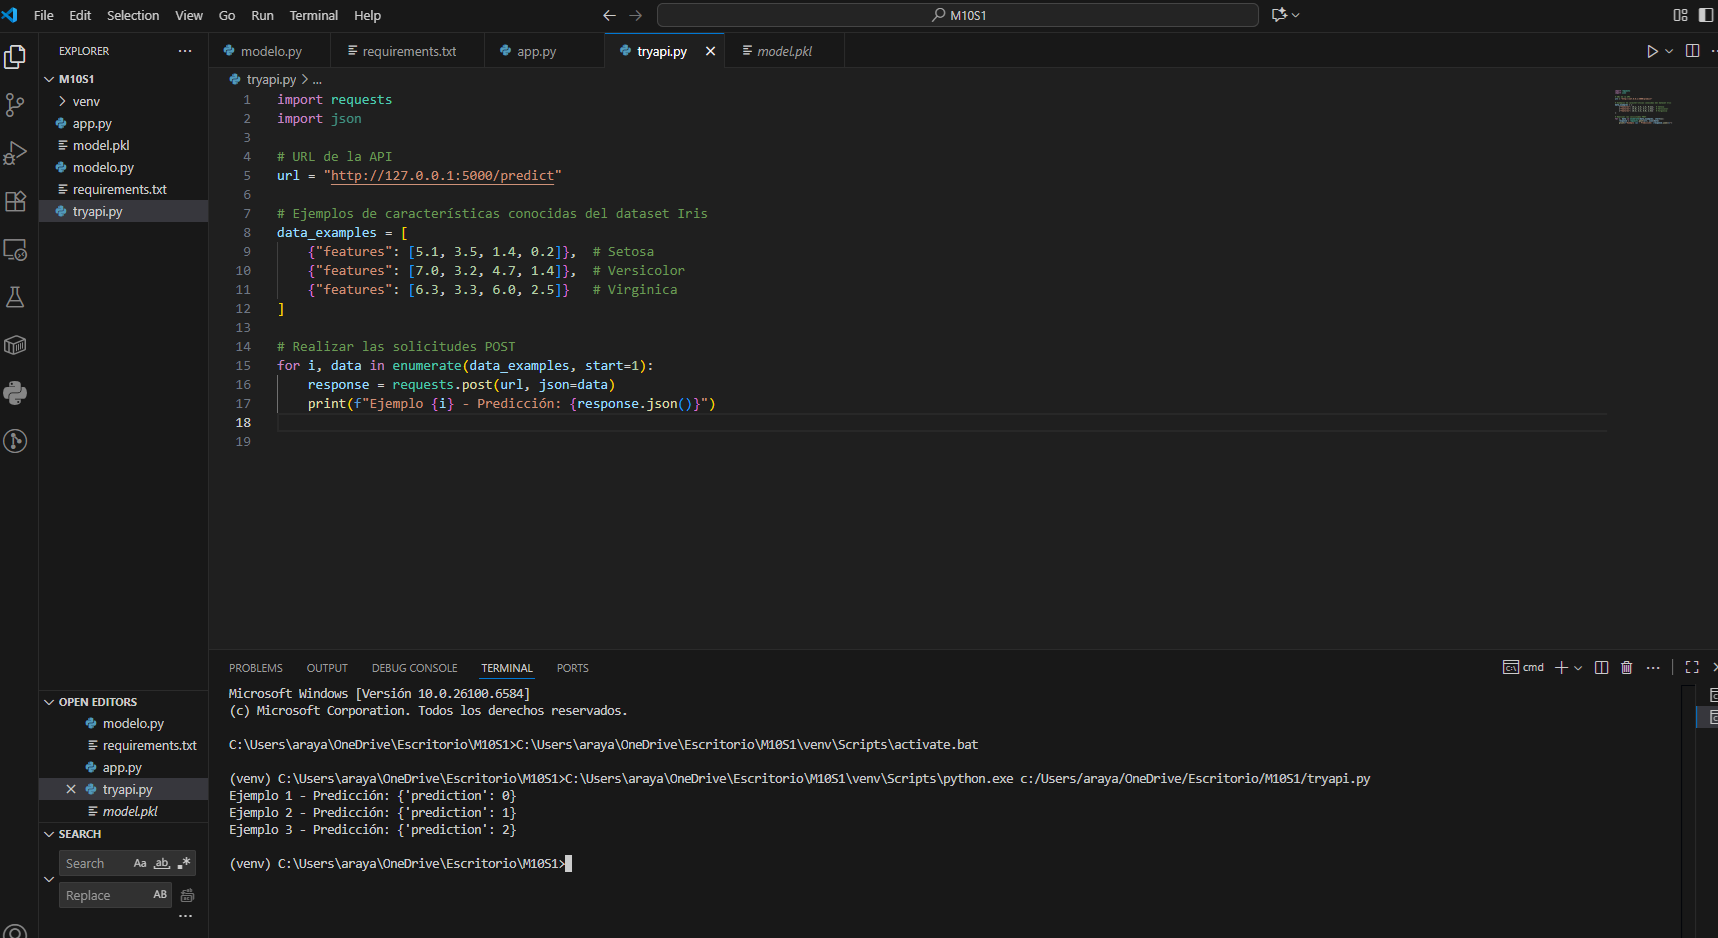 File Edit Selection View Go Run Terminal Help
M10S1
EXPLORER
M10S1
venv
app.py
model.pkl
modelo.py
requirements.txt
tryapi.py
OPEN EDITORS
modelo.py
requirements.txt
app.py
tryapi.py
model.pkl
SEARCH
Search Aa ab
Replace AB
modelo.py requirements.txt app.py tryapi.py model.pkl
tryapi.py > ...
1 import requests
2 import json
3
4 # URL de la API
5 url = "http://127.0.0.1:5000/predict"
6
7 # Ejemplos de características conocidas del dataset Iris
8 data_examples = [
9 {"features": [5.1, 3.5, 1.4, 0.2]}, # Setosa
10 {"features": [7.0, 3.2, 4.7, 1.4]}, # Versicolor
11 {"features": [6.3, 3.3, 6.0, 2.5]} # Virginica
12 ]
13
14 # Realizar las solicitudes POST
15 for i, data in enumerate(data_examples, start=1):
16 response = requests.post(url, json=data)
17 print(f"Ejemplo {i} - Predicción: {response.json()}")
18
19
PROBLEMS OUTPUT DEBUG CONSOLE TERMINAL PORTS
cmd
Microsoft Windows [Versión 10.0.26100.6584]
(c) Microsoft Corporation. Todos los derechos reservados.
C:\Users\araya\OneDrive\Escritorio\M10S1>C:\Users\araya\OneDrive\Escritorio\M10S1\venv\Scripts\activate.bat
(venv) C:\Users\araya\OneDrive\Escritorio\M10S1>C:\Users\araya\OneDrive\Escritorio\M10S1\venv\Scripts\python.exe c:/Users/araya/OneDrive/Escritorio/M10S1/tryapi.py
Ejemplo 1 - Predicción: {'prediction': 0}
Ejemplo 2 - Predicción: {'prediction': 1}
Ejemplo 3 - Predicción: {'prediction': 2}
(venv) C:\Users\araya\OneDrive\Escritorio\M10S1>